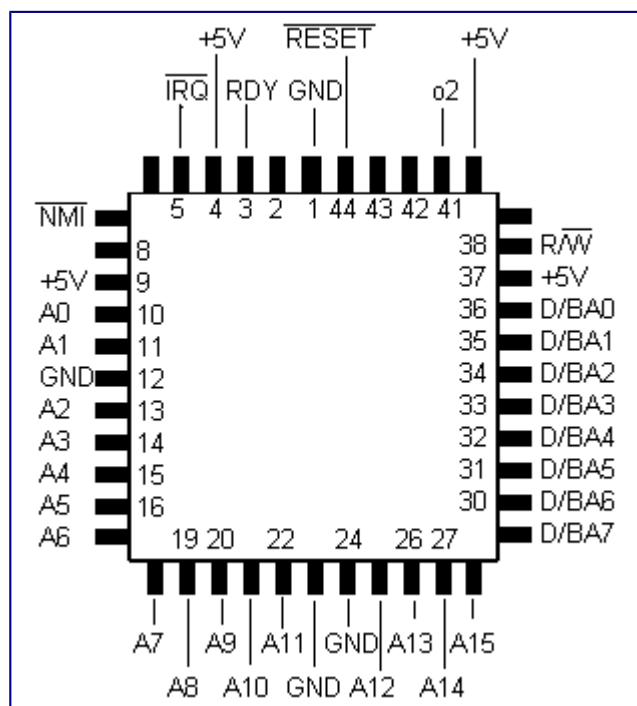 +5V R̅E̅S̅E̅T̅ +5V
I̅R̅Q̅ RDY GND o2
5 4 3 2 1 44 43 42 41
N̅M̅I̅
8 38 R/W̅
+5V 9 37 +5V
A0 10 36 D/BA0
A1 11 35 D/BA1
GND 12 34 D/BA2
A2 13 33 D/BA3
A3 14 32 D/BA4
A4 15 31 D/BA5
A5 16 30 D/BA6
A6 D/BA7
19 20 22 24 26 27
A7 A9 A11 GND A13 A15
A8 A10 GND A12 A14